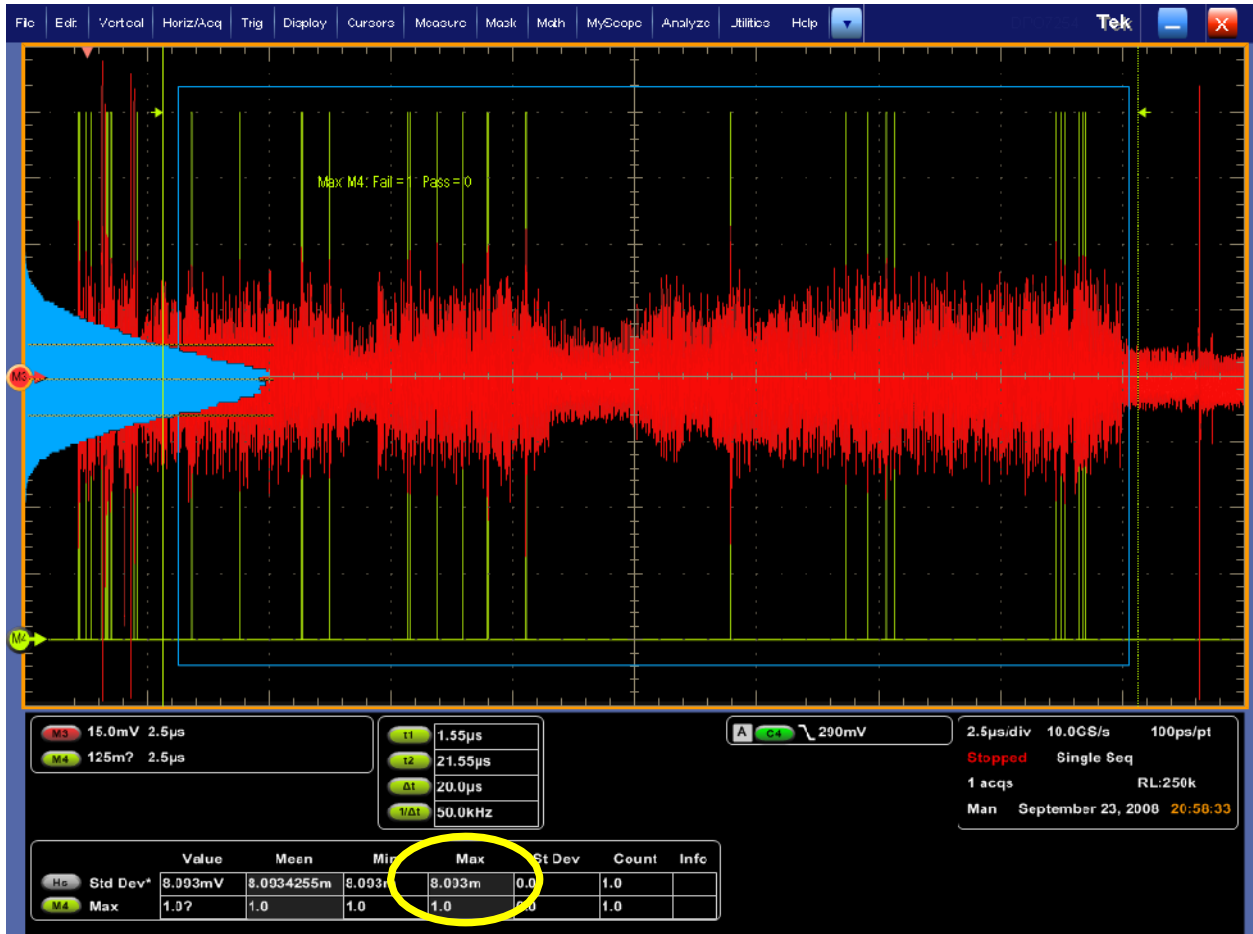 File Edit Vertical Horiz/Acq Trig Display Cursors Measure Mask Math MyScope Analyze Utilities Help Tek
Max M4: Fail = 1 Pass = 0
M3
M4
M3 15.0mV 2.5µs
M4 125m? 2.5µs
t1 1.55µs
t2 21.55µs
Δt 20.0µs
1/Δt 50.0kHz
A C4 290mV
2.5µs/div 10.0GS/s 100ps/pt
Stopped Single Seq
1 acqs RL:250k
Man September 23, 2008 20:58:33
Value Mean Min Max St Dev Count Info
Std Dev* 8.093mV 8.0934255m 8.093m 8.093m 0.0 1.0
M4 Max 1.0? 1.0 1.0 1.0 0.0 1.0